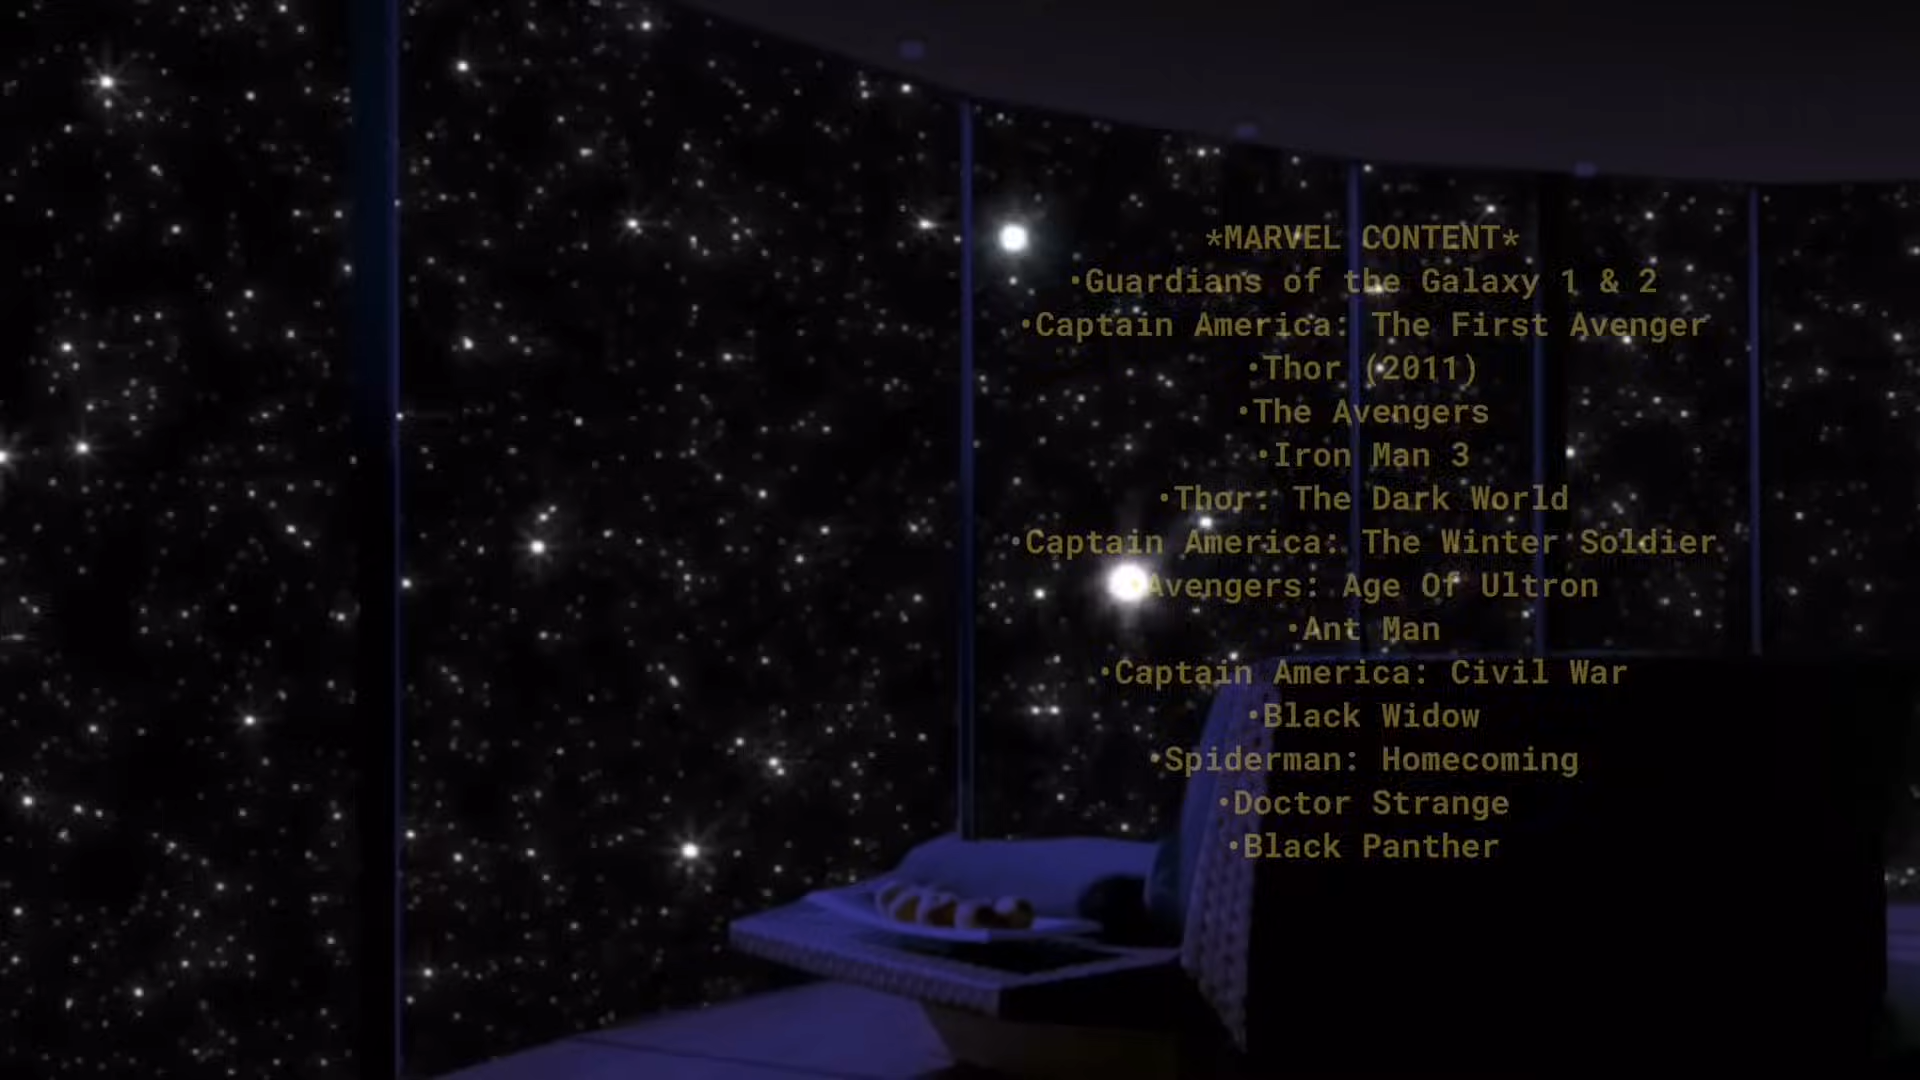 *MARVEL CONTENT*
•Guardians of the Galaxy 1 & 2
•Captain America: The First Avenger
•Thor (2011)
•The Avengers
•Iron Man 3
•Thor: The Dark World
•Captain America: The Winter Soldier
•Avengers: Age Of Ultron
•Ant Man
•Captain America: Civil War
•Black Widow
•Spiderman: Homecoming
•Doctor Strange
•Black Panther